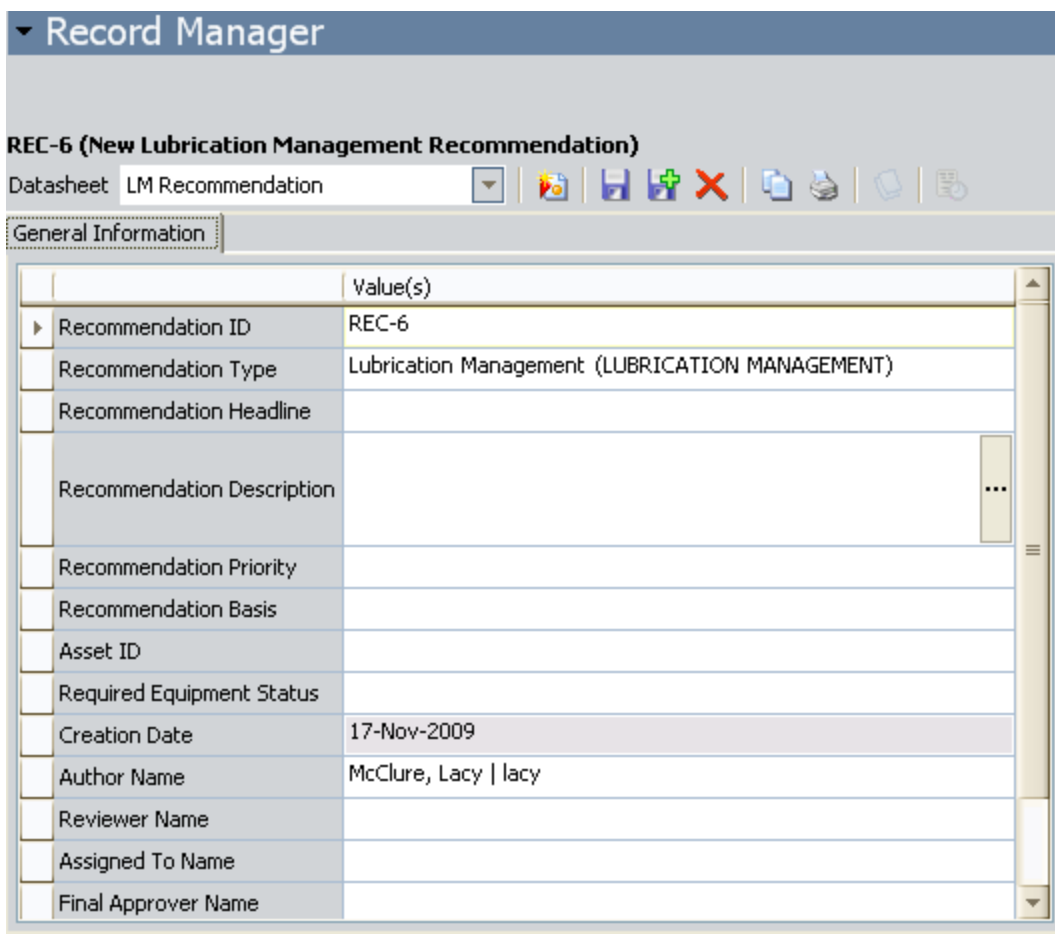 Record Manager
REC-6 (New Lubrication Management Recommendation)
Datasheet LM Recommendation
General Information
Value(s)
Recommendation ID REC-6
Recommendation Type Lubrication Management (LUBRICATION MANAGEMENT)
Recommendation Headline
Recommendation Description ...
Recommendation Priority
Recommendation Basis
Asset ID
Required Equipment Status
Creation Date 17-Nov-2009
Author Name McClure, Lacy | lacy
Reviewer Name
Assigned To Name
Final Approver Name